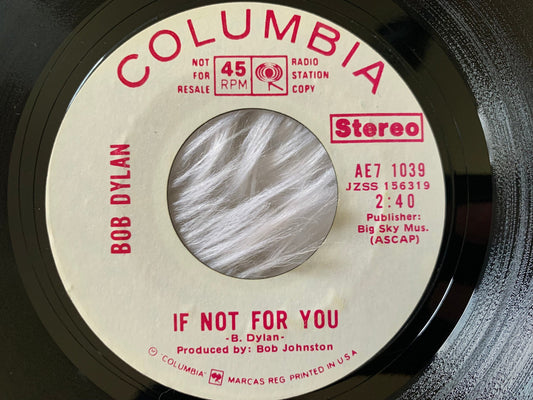 COLUMBIA
NOT
FOR
RESALE
45
RPM
RADIO
STATION
COPY
Stereo
BOB DYLAN
AE7 1039
JZSS 156319
2:40
Publisher:
Big Sky Mus.
(ASCAP)
IF NOT FOR YOU
-B. Dylan-
Produced by: Bob Johnston
℗ "COLUMBIA" MARCAS REG. PRINTED IN U.S.A.